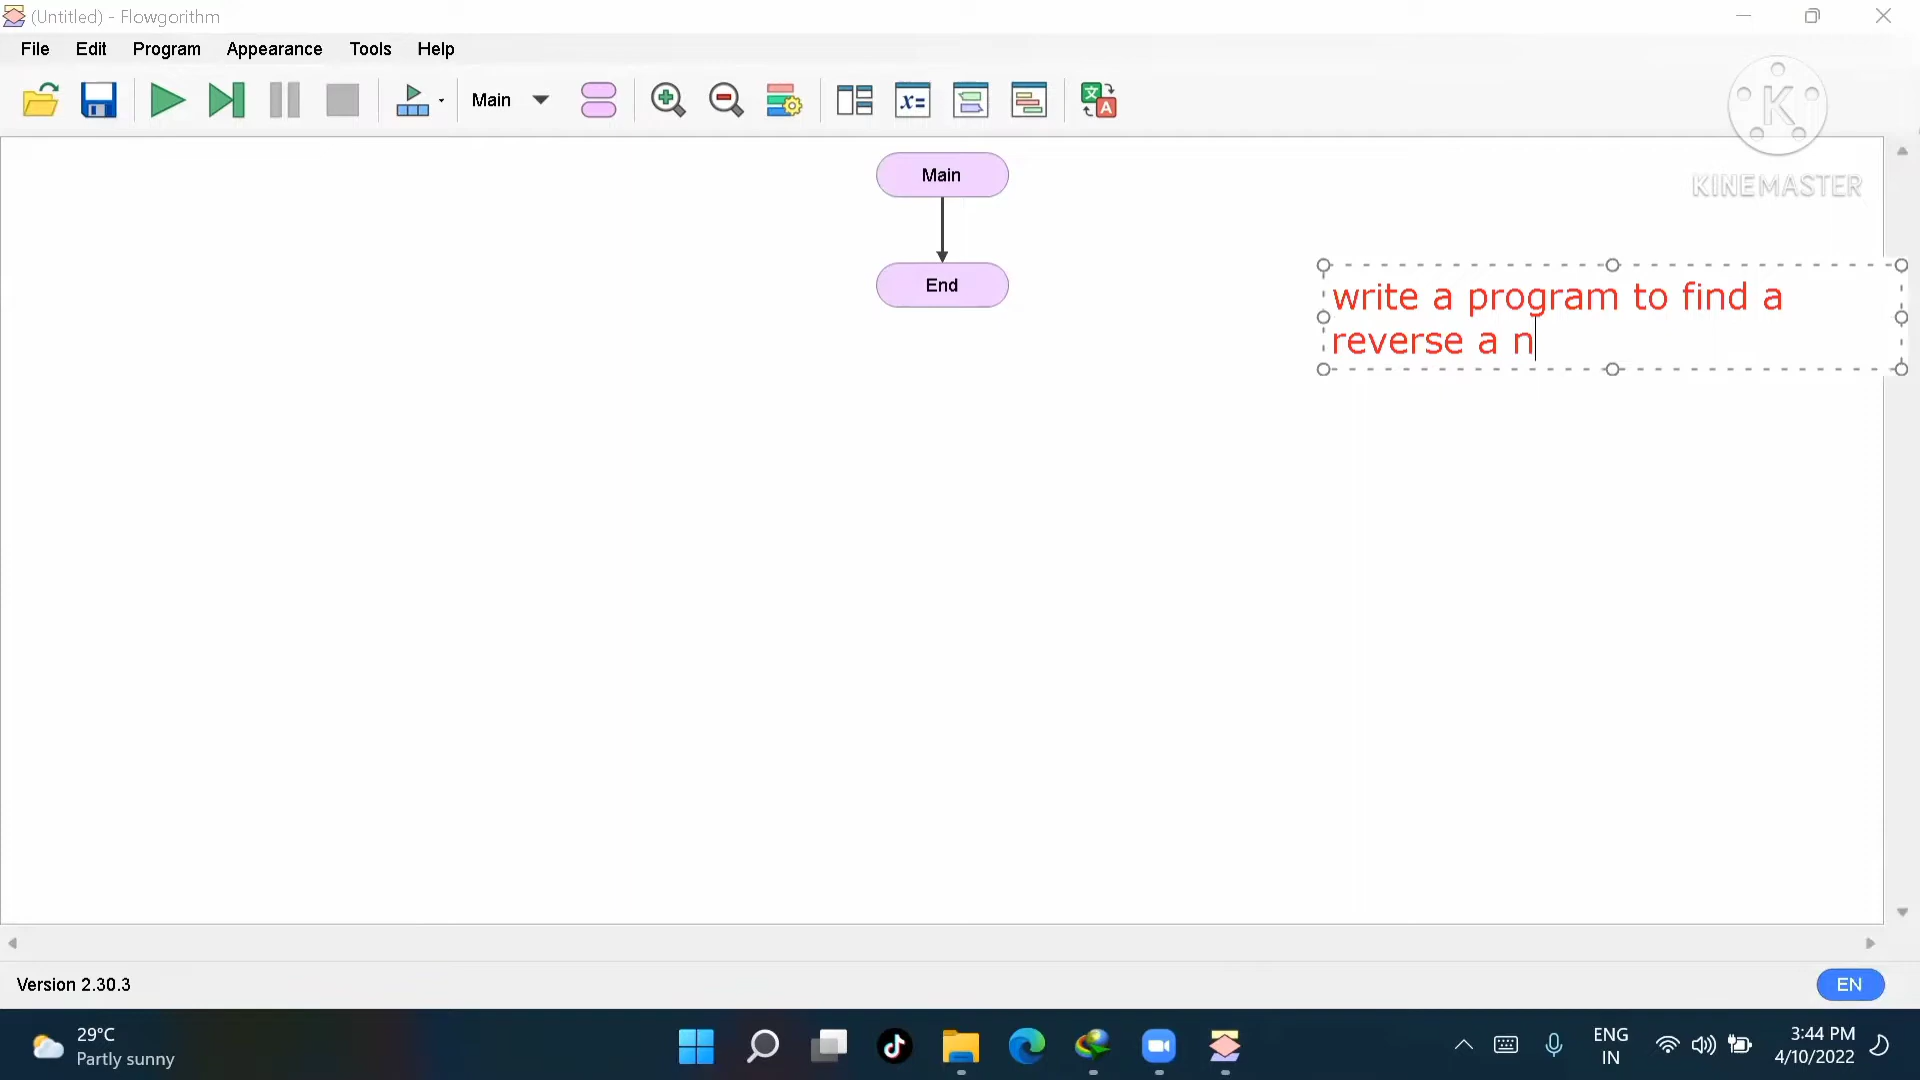 (Untitled) - Flowgorithm
File Edit Program Appearance Tools Help
Main
K
KINEMASTER
Main
End
write a program to find a
reverse a n
Version 2.30.3
EN
29°C
Partly sunny
ENG
IN
3:44 PM
4/10/2022